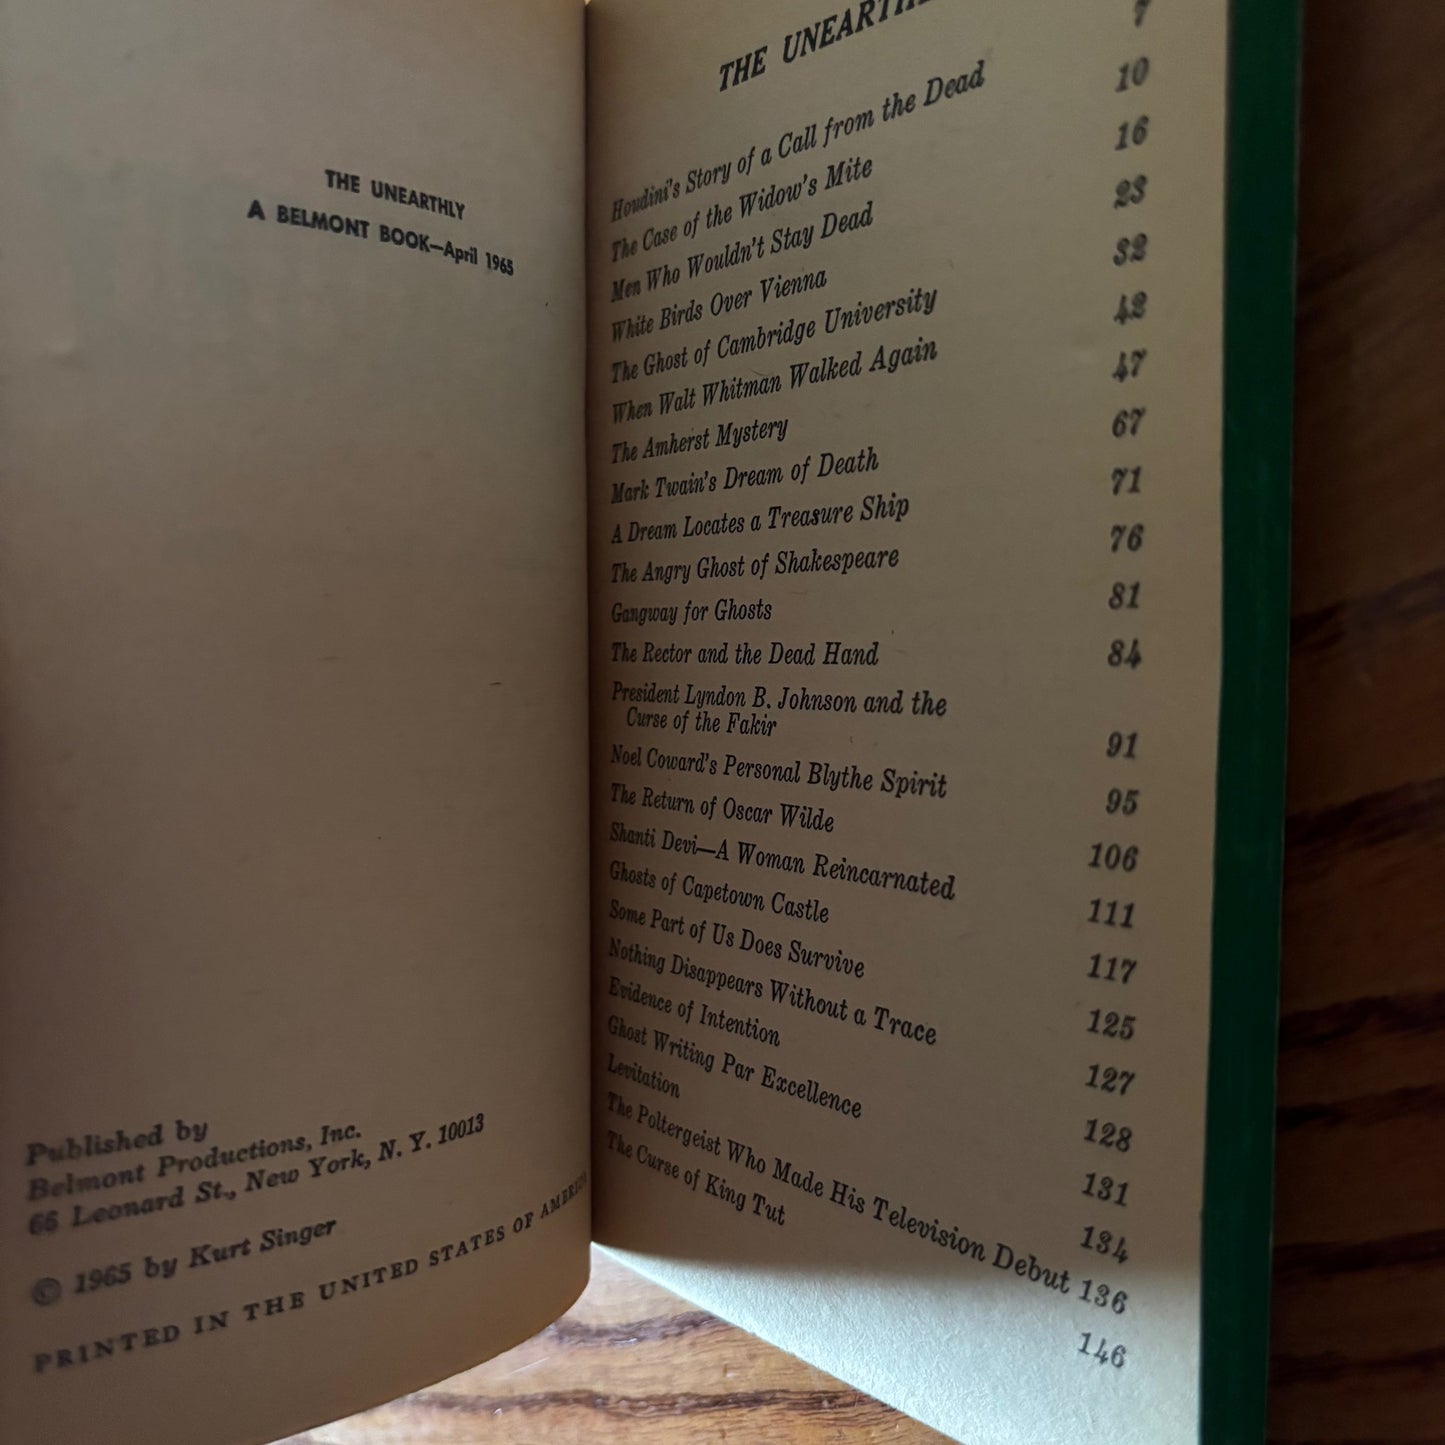 THE UNEARTHLY
A BELMONT BOOK—April 1965
Published by
Belmont Productions, Inc.
66 Leonard St., New York, N. Y. 10013
© 1965 by Kurt Singer
PRINTED IN THE UNITED STATES OF AMERICA
THE UNEARTHLY
Houdini's Story of a Call from the Dead 7
The Case of the Widow's Mite 10
Men Who Wouldn't Stay Dead 16
White Birds Over Vienna 23
The Ghost of Cambridge University 32
When Walt Whitman Walked Again 42
The Amherst Mystery 47
Mark Twain's Dream of Death 67
A Dream Locates a Treasure Ship 71
The Angry Ghost of Shakespeare 76
Gangway for Ghosts 81
The Rector and the Dead Hand 84
President Lyndon B. Johnson and the
Curse of the Fakir 91
Noel Coward's Personal Blythe Spirit 95
The Return of Oscar Wilde 106
Shanti Devi—A Woman Reincarnated 111
Ghosts of Capetown Castle 117
Some Part of Us Does Survive 125
Nothing Disappears Without a Trace 127
Evidence of Intention 128
Ghost Writing Par Excellence 131
Levitation 134
The Poltergeist Who Made His Television Debut 136
The Curse of King Tut 146